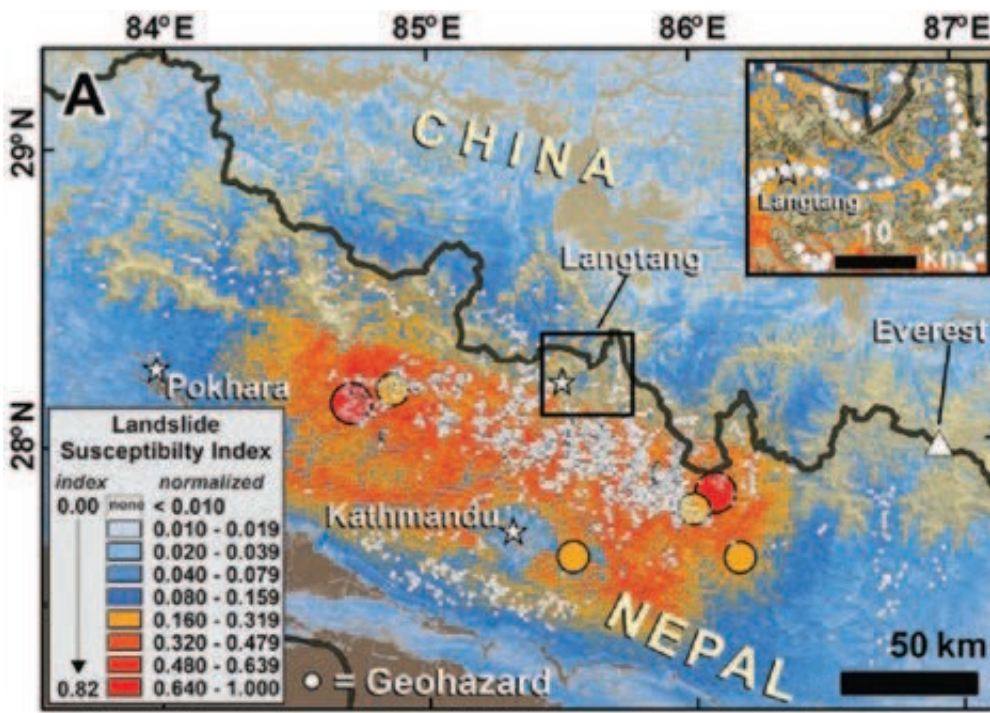 84°E 85°E 86°E 87°E
A
29°N
28°N
CHINA
Langtang
Everest
Pokhara
Kathmandu
NEPAL
50 km
Langtang
10
km
Landslide
Susceptibilty Index
index normalized
0.00 none < 0.010
0.010 - 0.019
0.020 - 0.039
0.040 - 0.079
0.080 - 0.159
0.160 - 0.319
0.320 - 0.479
0.480 - 0.639
0.82 0.640 - 1.000
= Geohazard